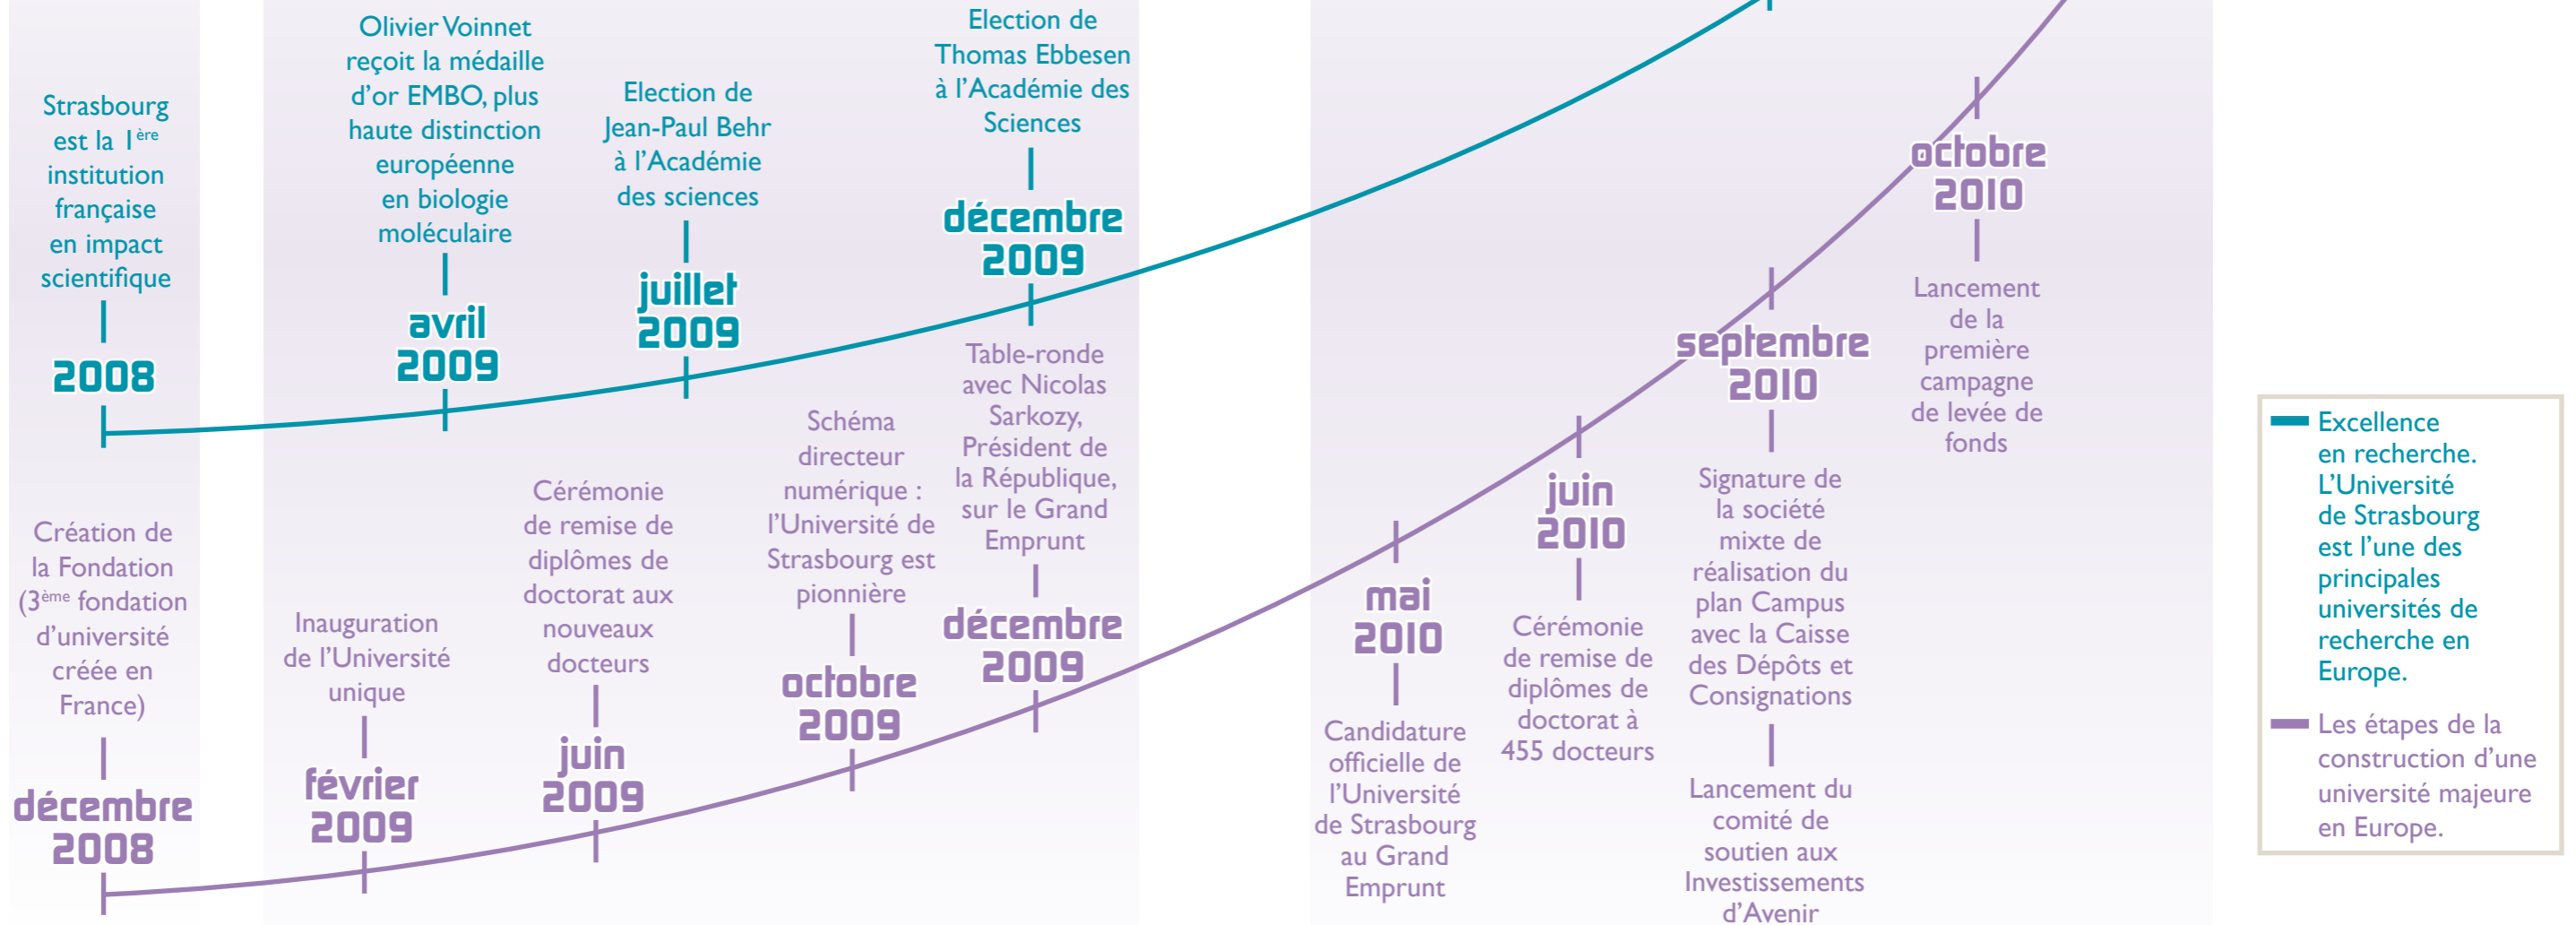 Strasbourg
est la 1ère
institution
française
en impact
scientifique
2008
Olivier Voinnet
reçoit la médaille
d'or EMBO, plus
haute distinction
européenne
en biologie
moléculaire
avril
2009
Election de
Jean-Paul Behr
à l'Académie
des sciences
juillet
2009
Election de
Thomas Ebbesen
à l'Académie des
Sciences
décembre
2009
Création de
la Fondation
(3ème fondation
d'université
créée en
France)
décembre
2008
Inauguration
de l'Université
unique
février
2009
Cérémonie
de remise de
diplômes de
doctorat aux
nouveaux
docteurs
juin
2009
Schéma
directeur
numérique :
l'Université de
Strasbourg est
pionnière
octobre
2009
Table-ronde
avec Nicolas
Sarkozy,
Président de
la République,
sur le Grand
Emprunt
décembre
2009
mai
2010
Candidature
officielle de
l'Université
de Strasbourg
au Grand
Emprunt
juin
2010
Cérémonie
de remise de
diplômes de
doctorat à
455 docteurs
septembre
2010
Signature de
la société
mixte de
réalisation du
plan Campus
avec la Caisse
des Dépôts et
Consignations
Lancement du
comité de
soutien aux
Investissements
d'Avenir
octobre
2010
Lancement
de la
première
campagne
de levée de
fonds
Excellence
en recherche.
L'Université
de Strasbourg
est l'une des
principales
universités de
recherche en
Europe.
Les étapes de la
construction d'une
université majeure
en Europe.